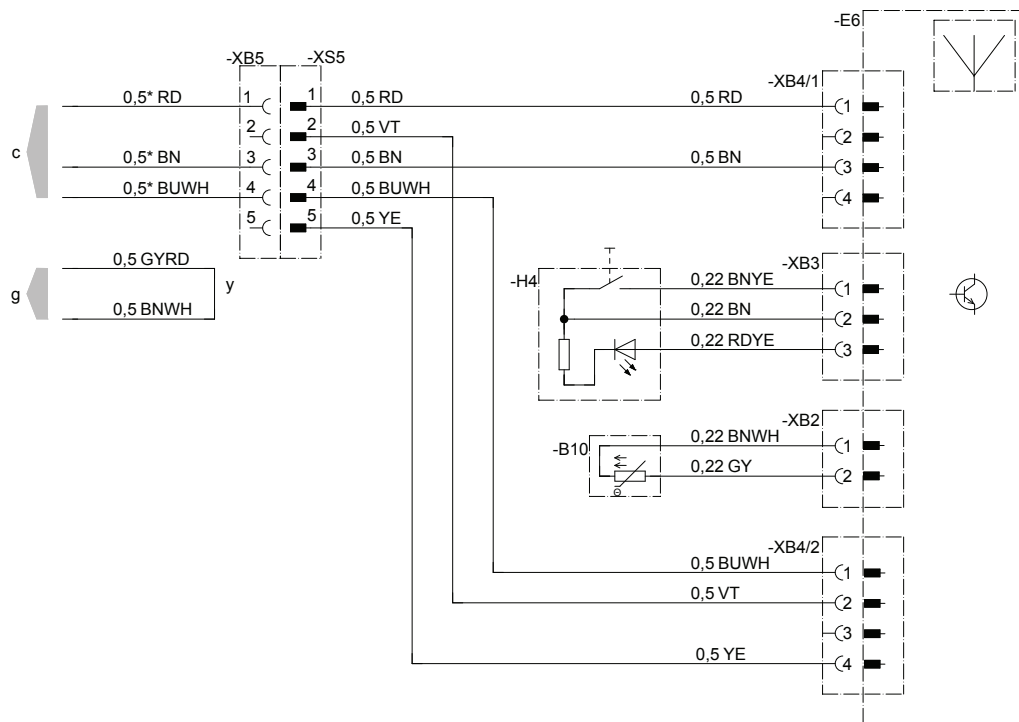 -E6
-XB5 -XS5
-XB4/1
0,5* RD 1 1 0,5 RD 0,5 RD 1
2 2 0,5 VT 2
c
0,5* BN 3 3 0,5 BN 0,5 BN 3
0,5* BUWH 4 4 0,5 BUWH 4
5 5 0,5 YE
0,5 GYRD
-XB3
-H4
g y
0,22 BNYE 1
0,5 BNWH
0,22 BN 2
0,22 RDYE 3
-XB2
-B10
0,22 BNWH 1
0,22 GY 2
-XB4/2
0,5 BUWH 1
0,5 VT 2
3
0,5 YE 4